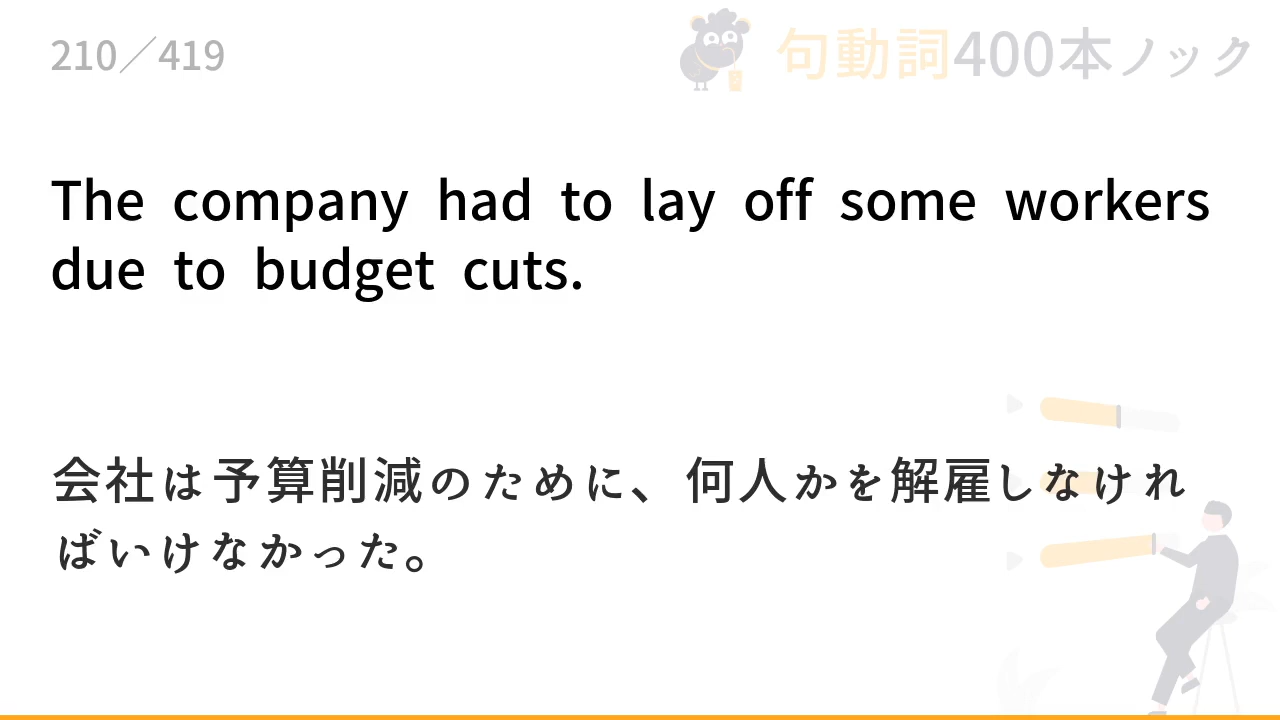 210／419
句動詞400本ノック
The company had to lay off some workers
due to budget cuts.
会社は予算削減のために、何人かを解雇しなけれ
ばいけなかった。